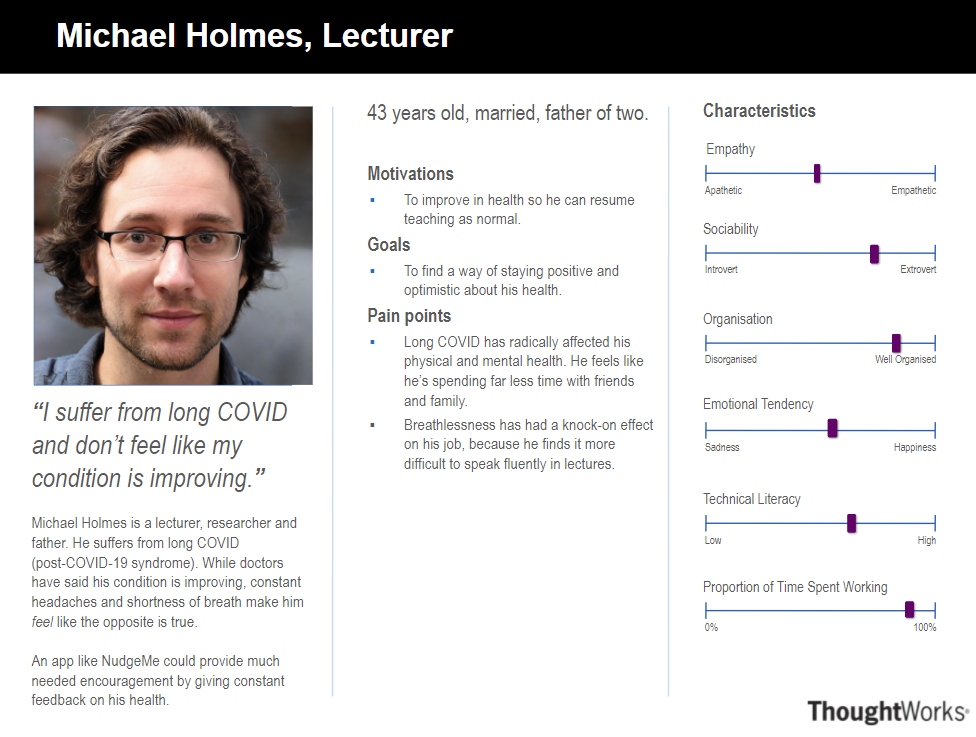 Michael Holmes, Lecturer
“I suffer from long COVID
and don’t feel like my
condition is improving.”
Michael Holmes is a lecturer, researcher and
father. He suffers from long COVID
(post-COVID-19 syndrome). While doctors
have said his condition is improving, constant
headaches and shortness of breath make him
feel like the opposite is true.
An app like NudgeMe could provide much
needed encouragement by giving constant
feedback on his health.
43 years old, married, father of two.
Motivations
▪ To improve in health so he can resume
teaching as normal.
Goals
▪ To find a way of staying positive and
optimistic about his health.
Pain points
▪ Long COVID has radically affected his
physical and mental health. He feels like
he’s spending far less time with friends
and family.
▪ Breathlessness has had a knock-on effect
on his job, because he finds it more
difficult to speak fluently in lectures.
Characteristics
Empathy
Apathetic Empathetic
Sociability
Introvert Extrovert
Organisation
Disorganised Well Organised
Emotional Tendency
Sadness Happiness
Technical Literacy
Low High
Proportion of Time Spent Working
0% 100%
ThoughtWorks®